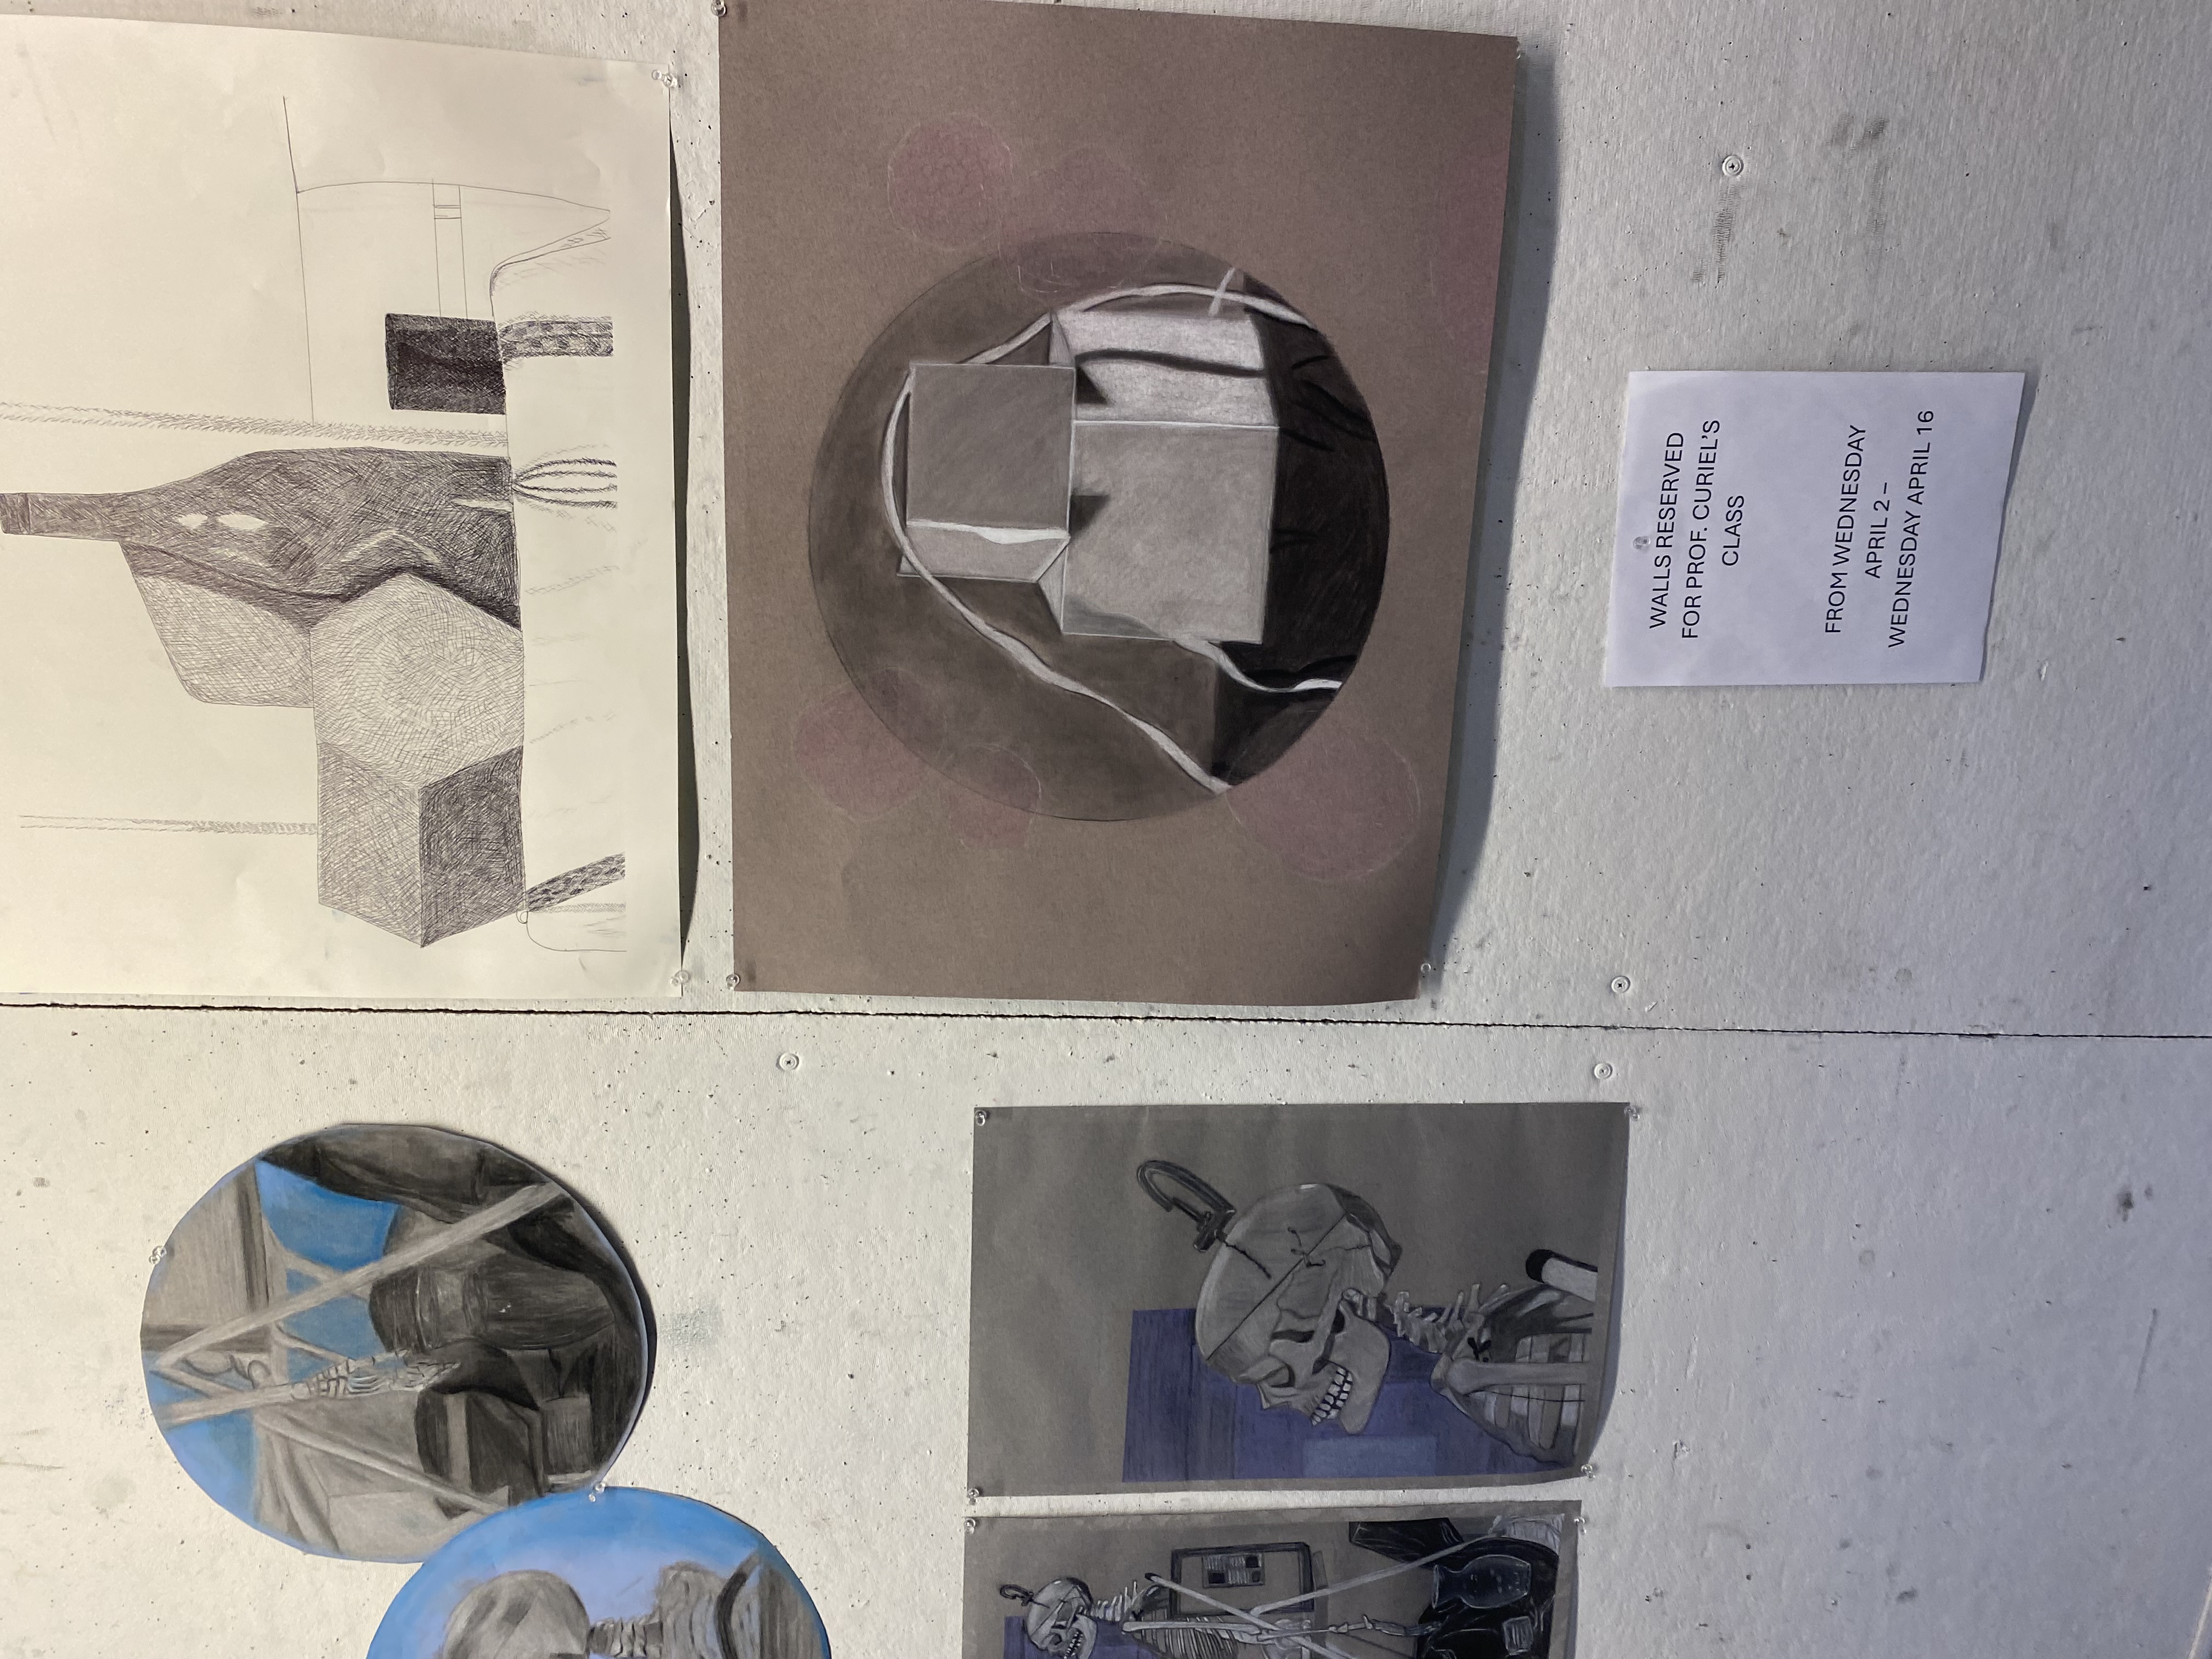 WALLS RESERVED
FOR PROF. CURIEL'S
CLASS
FROM WEDNESDAY
APRIL 2 –
WEDNESDAY APRIL 16